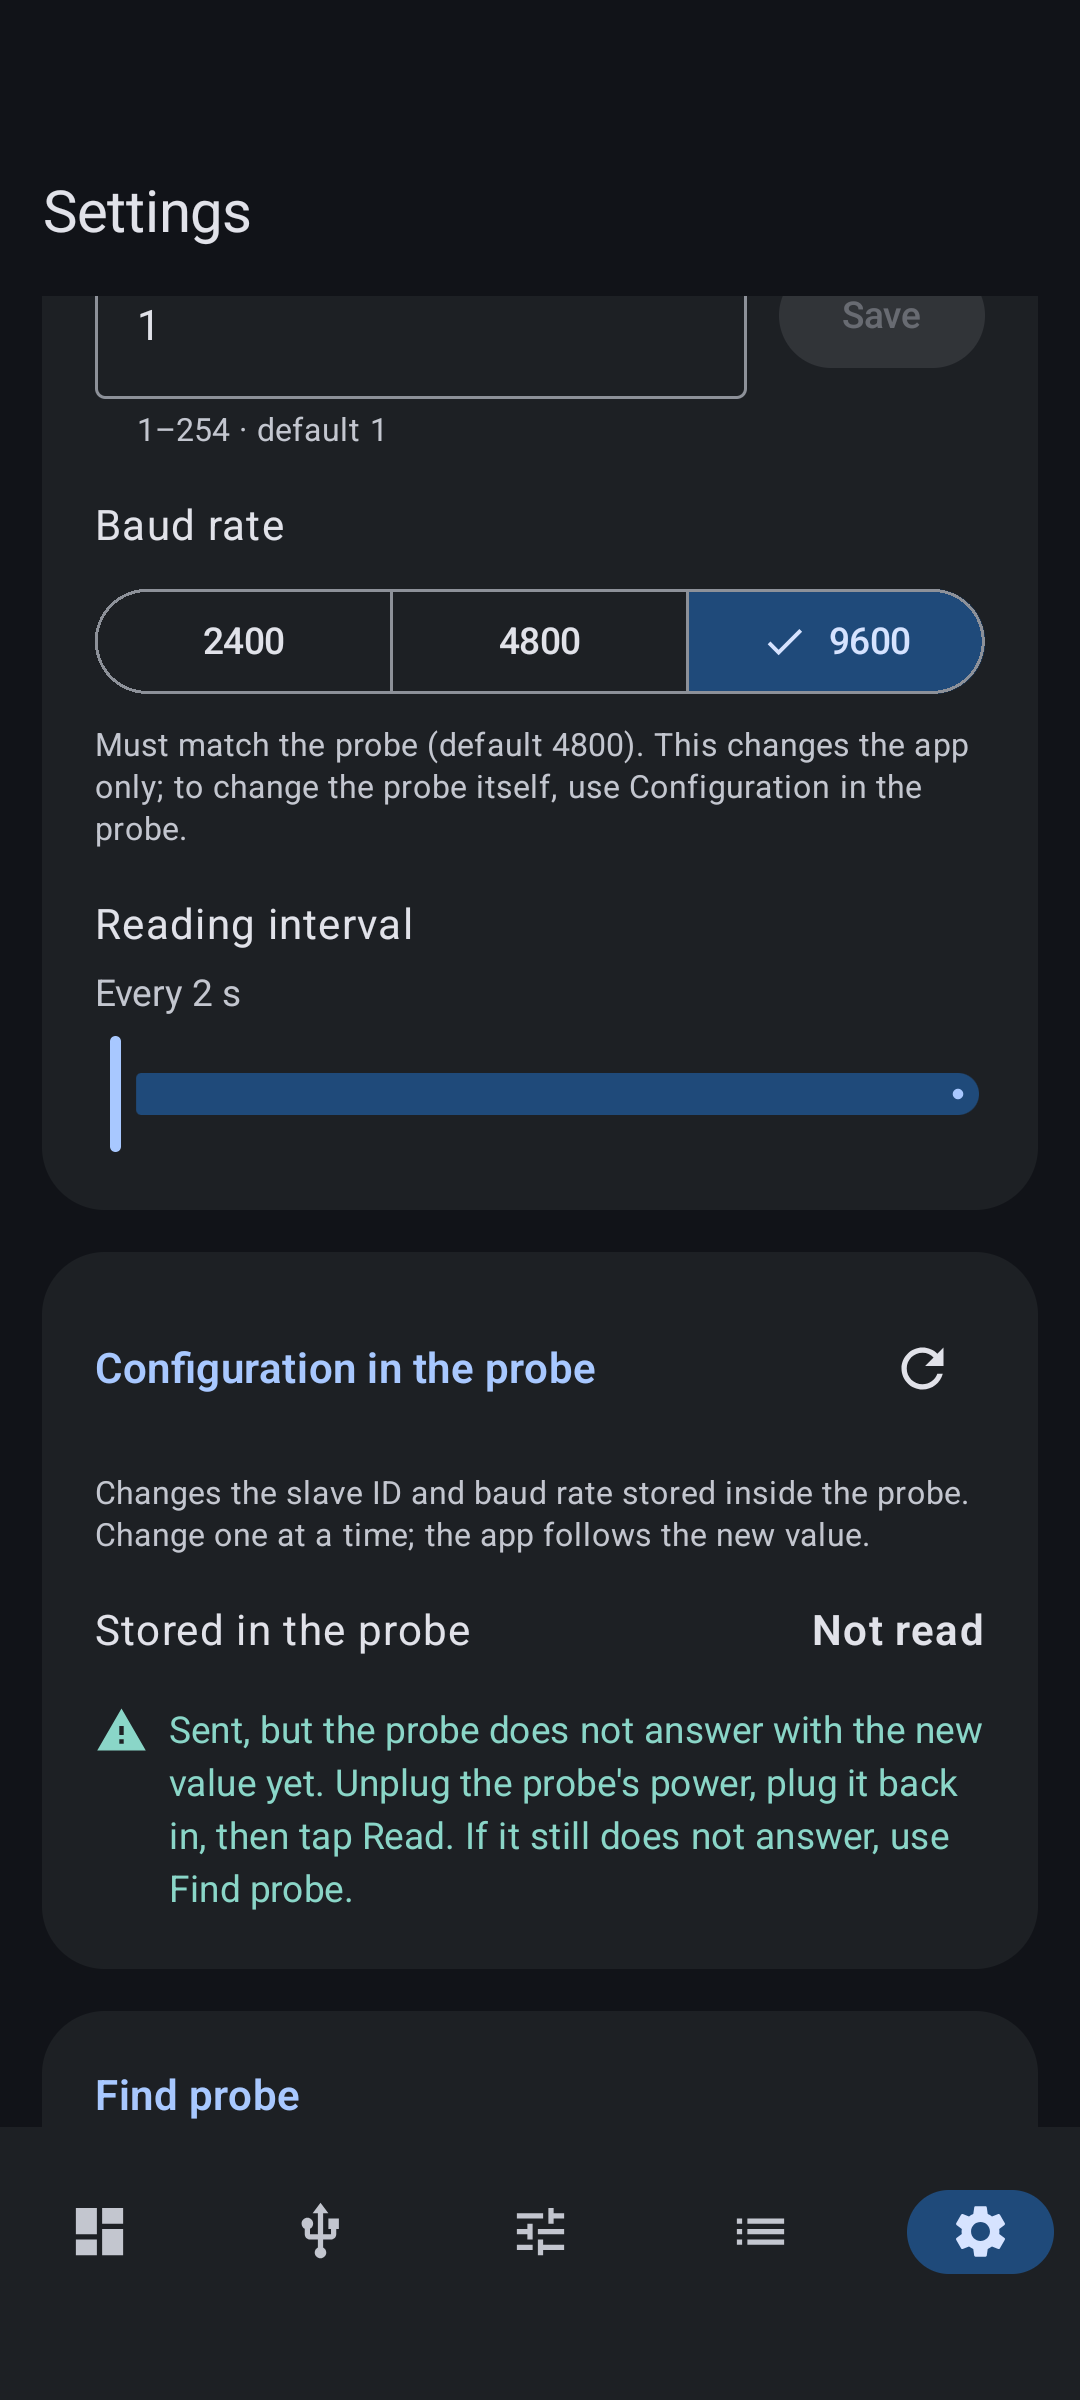 Settings
1
Save
1–254 · default 1
Baud rate
2400
4800
9600
Must match the probe (default 4800). This changes the app
only; to change the probe itself, use Configuration in the
probe.
Reading interval
Every 2 s
Configuration in the probe
Changes the slave ID and baud rate stored inside the probe.
Change one at a time; the app follows the new value.
Stored in the probe
Not read
Sent, but the probe does not answer with the new
value yet. Unplug the probe's power, plug it back
in, then tap Read. If it still does not answer, use
Find probe.
Find probe